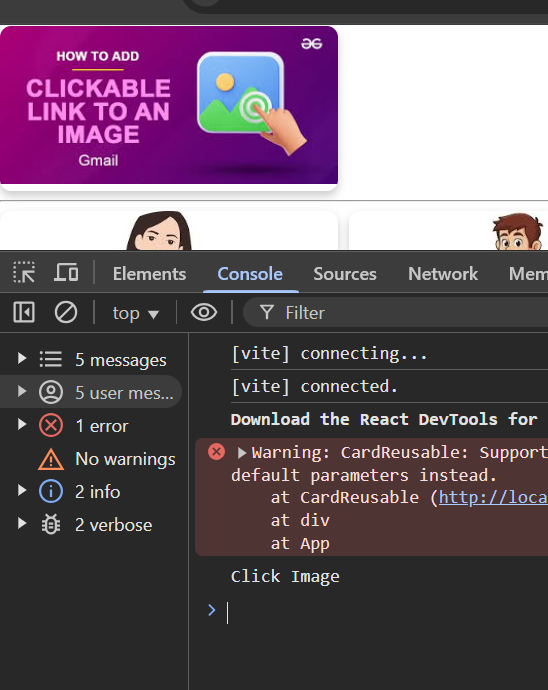 HOW TO ADD
CLICKABLE
LINK TO AN
IMAGE
Gmail
Elements Console Sources Network Mem
top ▼ Filter
5 messages
5 user mes...
1 error
No warnings
2 info
2 verbose
[vite] connecting...
[vite] connected.
Download the React DevTools for
Warning: CardReusable: Support
default parameters instead.
at CardReusable (http://loca
at div
at App
Click Image
>